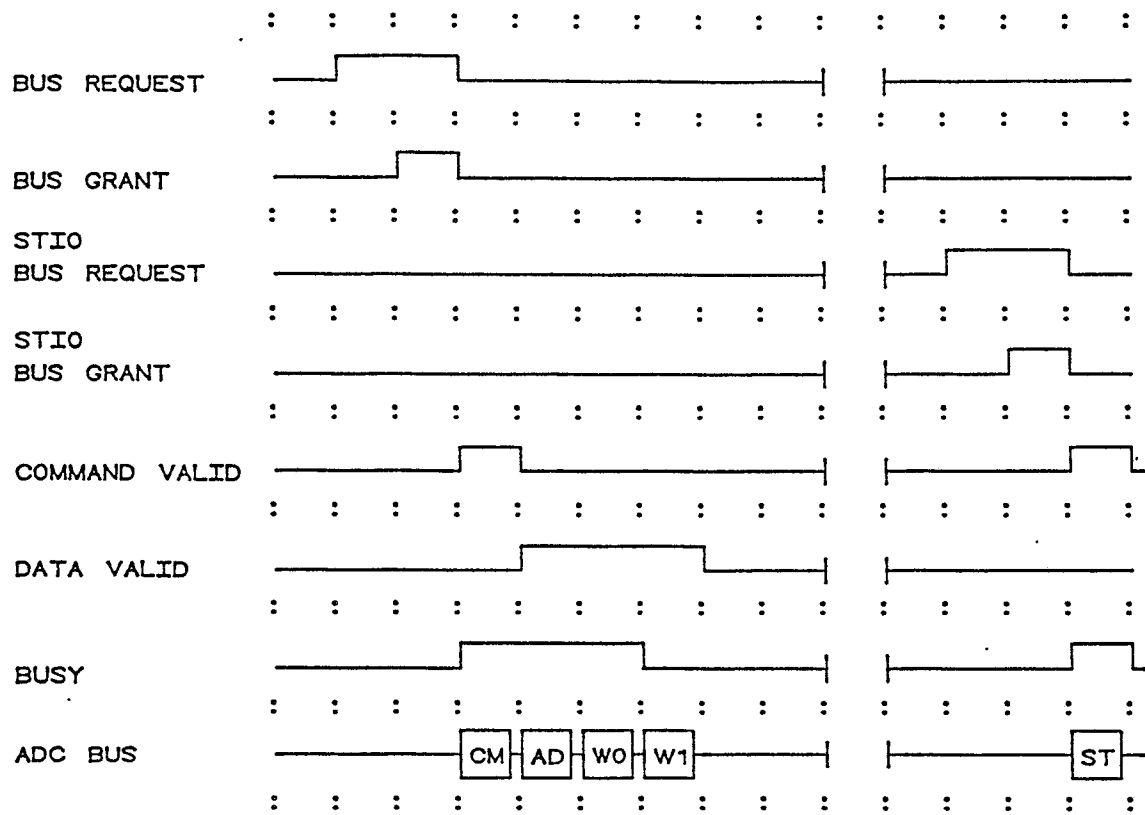 BUS REQUEST
BUS GRANT
STIO
BUS REQUEST
STIO
BUS GRANT
COMMAND VALID
DATA VALID
BUSY
ADC BUS CM AD W0 W1 ST